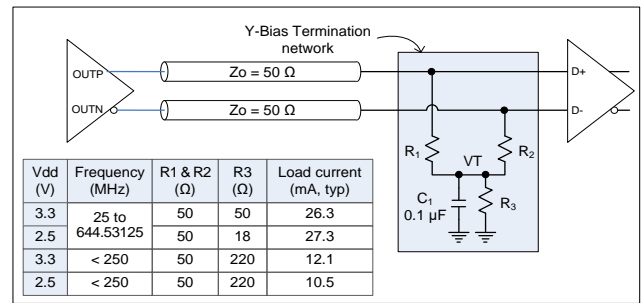 Y-Bias Termination
network
OUTP
OUTN
Zo = 50 Ω
Zo = 50 Ω
D+
D-
R1
VT
R2
C1
0.1 µF
R3
Vdd (V) Frequency (MHz) R1 & R2 (Ω) R3 (Ω) Load current (mA, typ)
3.3 25 to 644.53125 50 50 26.3
2.5 50 18 27.3
3.3 < 250 50 220 12.1
2.5 < 250 50 220 10.5